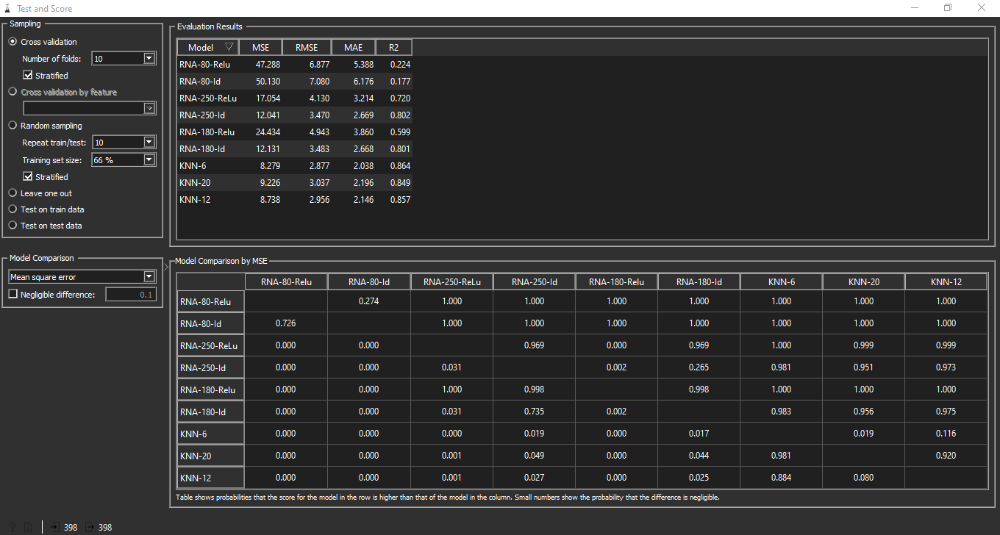 Test and Score
Sampling
Cross validation
Number of folds: 10
Stratified
Cross validation by feature
Random sampling
Repeat train/test: 10
Training set size: 66 %
Stratified
Leave one out
Test on train data
Test on test data
Model Comparison
Mean square error
Negligible difference: 0.1
Evaluation Results
Model MSE RMSE MAE R2
RNA-80-Relu 47.288 6.877 5.388 0.224
RNA-80-Id 50.130 7.080 6.176 0.177
RNA-250-ReLu 17.054 4.130 3.214 0.720
RNA-250-Id 12.041 3.470 2.669 0.802
RNA-180-Relu 24.434 4.943 3.860 0.599
RNA-180-Id 12.131 3.483 2.668 0.801
KNN-6 8.279 2.877 2.038 0.864
KNN-20 9.226 3.037 2.196 0.849
KNN-12 8.738 2.956 2.146 0.857
Model Comparison by MSE
RNA-80-Relu RNA-80-Id RNA-250-ReLu RNA-250-Id RNA-180-Relu RNA-180-Id KNN-6 KNN-20 KNN-12
RNA-80-Relu 0.274 1.000 1.000 1.000 1.000 1.000 1.000 1.000
RNA-80-Id 0.726 1.000 1.000 1.000 1.000 1.000 1.000 1.000
RNA-250-ReLu 0.000 0.000 0.969 0.000 0.969 1.000 0.999 0.999
RNA-250-Id 0.000 0.000 0.031 0.002 0.265 0.981 0.951 0.973
RNA-180-Relu 0.000 0.000 1.000 0.998 0.998 1.000 1.000 1.000
RNA-180-Id 0.000 0.000 0.031 0.735 0.002 0.983 0.956 0.975
KNN-6 0.000 0.000 0.000 0.019 0.000 0.017 0.019 0.116
KNN-20 0.000 0.000 0.001 0.049 0.000 0.044 0.981 0.920
KNN-12 0.000 0.000 0.001 0.027 0.000 0.025 0.884 0.080
Table shows probabilities that the score for the model in the row is higher than that of the model in the column. Small numbers show the probability that the difference is negligible.
398 398